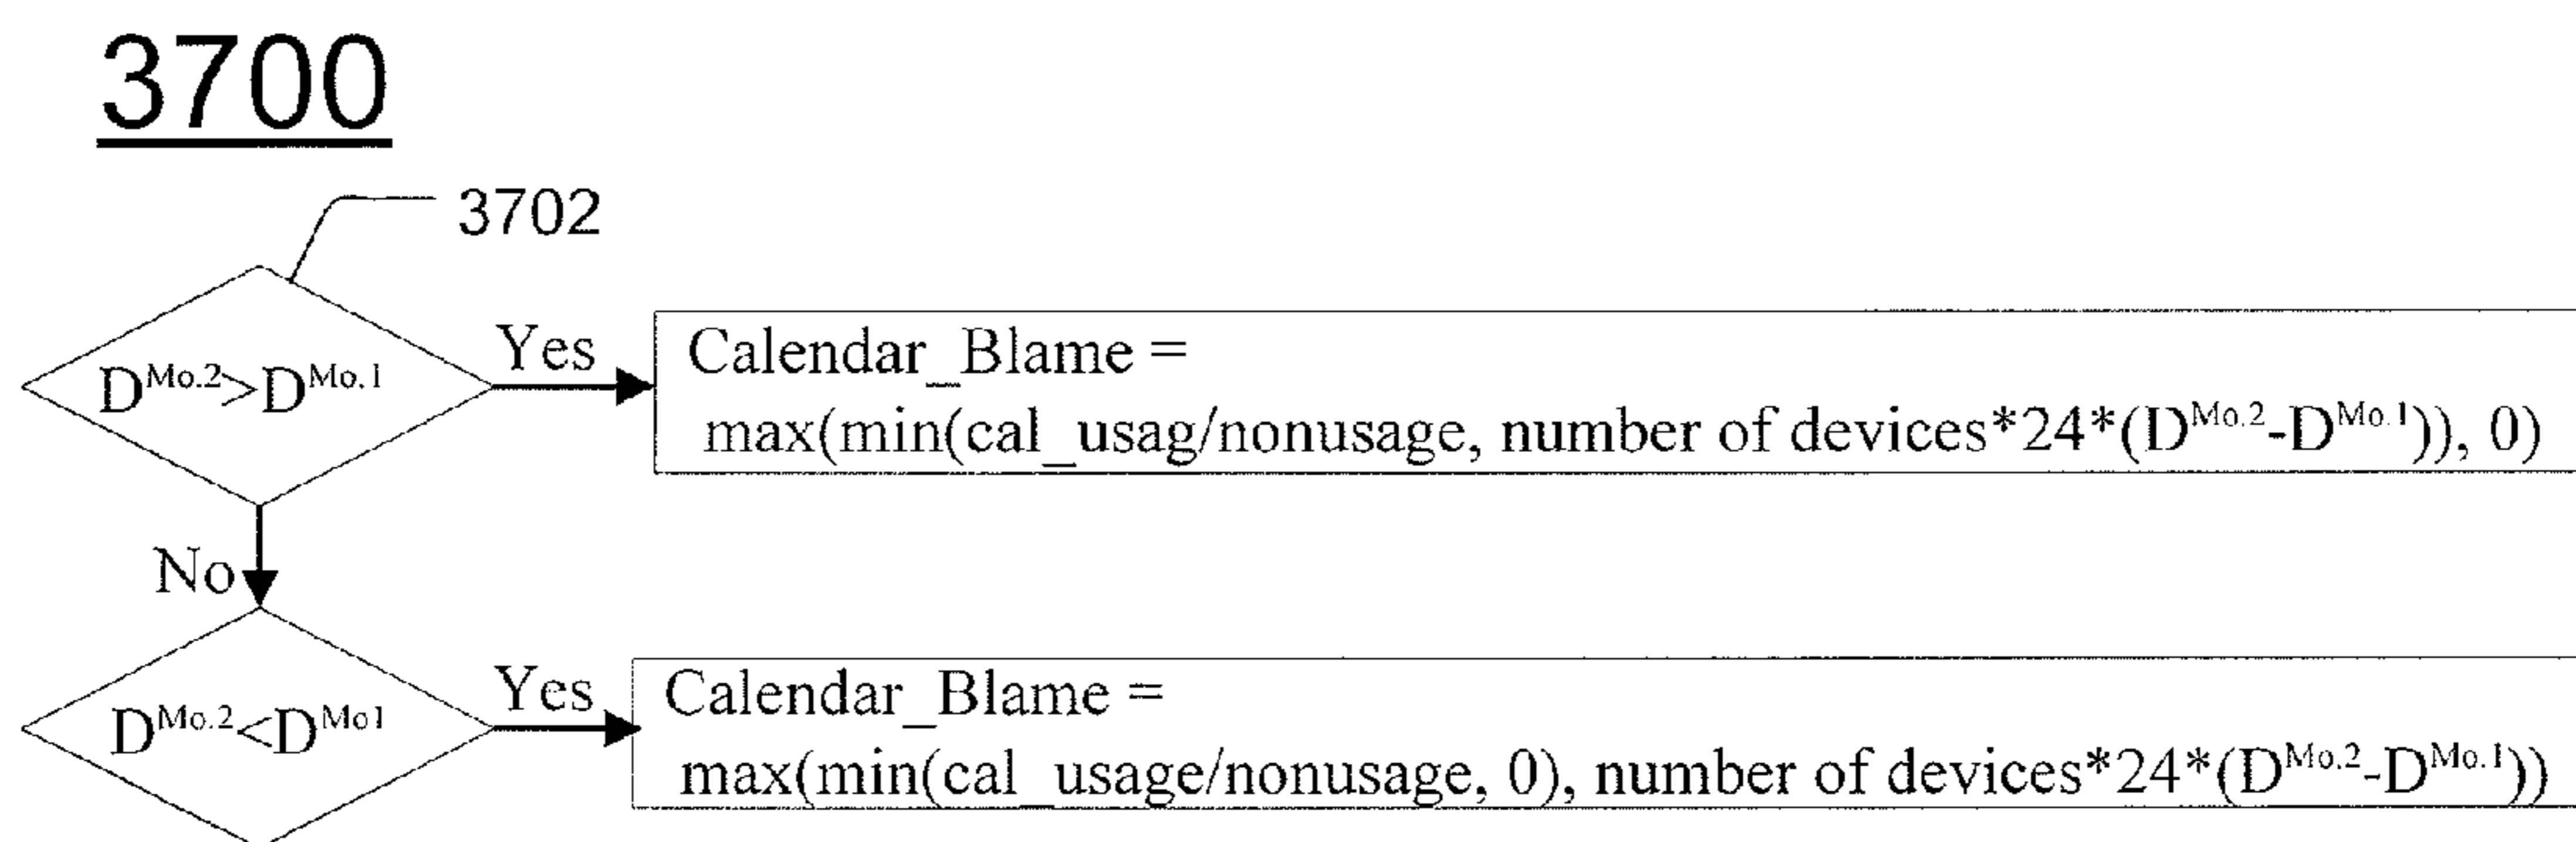 3700
3702
D^Mo.2>D^Mo.1
Yes
Calendar_Blame =
max(min(cal_usag/nonusage, number of devices*24*(D^Mo.2-D^Mo.1)), 0)
No
D^Mo.2<D^Mo1
Yes
Calendar_Blame =
max(min(cal_usage/nonusage, 0), number of devices*24*(D^Mo.2-D^Mo.1))